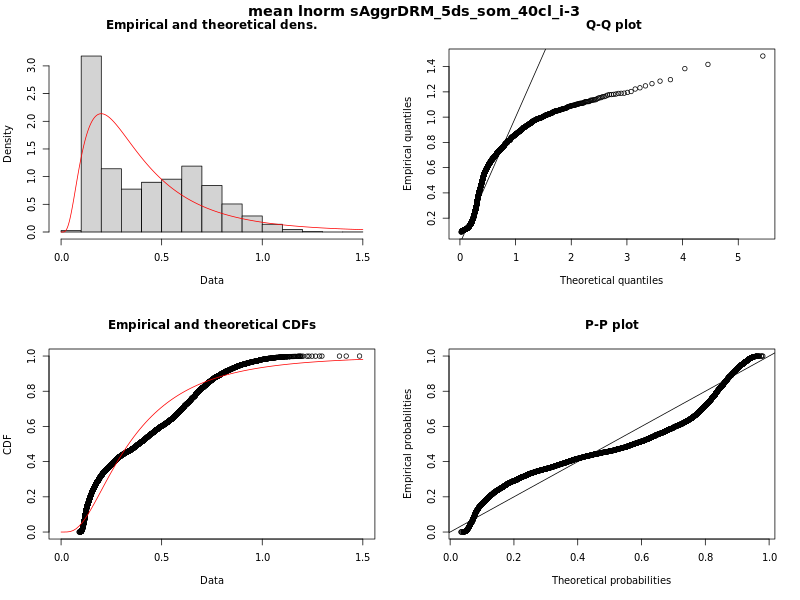 mean lnorm sAggrDRM_5ds_som_40cl_i-3
Empirical and theoretical dens.
Density
0.0 0.5 1.0 1.5 2.0 2.5 3.0
0.0 0.5 1.0 1.5
Data
Q-Q plot
Empirical quantiles
0.2 0.4 0.6 0.8 1.0 1.2 1.4
0 1 2 3 4 5
Theoretical quantiles
Empirical and theoretical CDFs
CDF
0.0 0.2 0.4 0.6 0.8 1.0
0.0 0.5 1.0 1.5
Data
P-P plot
Empirical probabilities
0.0 0.2 0.4 0.6 0.8 1.0
0.0 0.2 0.4 0.6 0.8 1.0
Theoretical probabilities